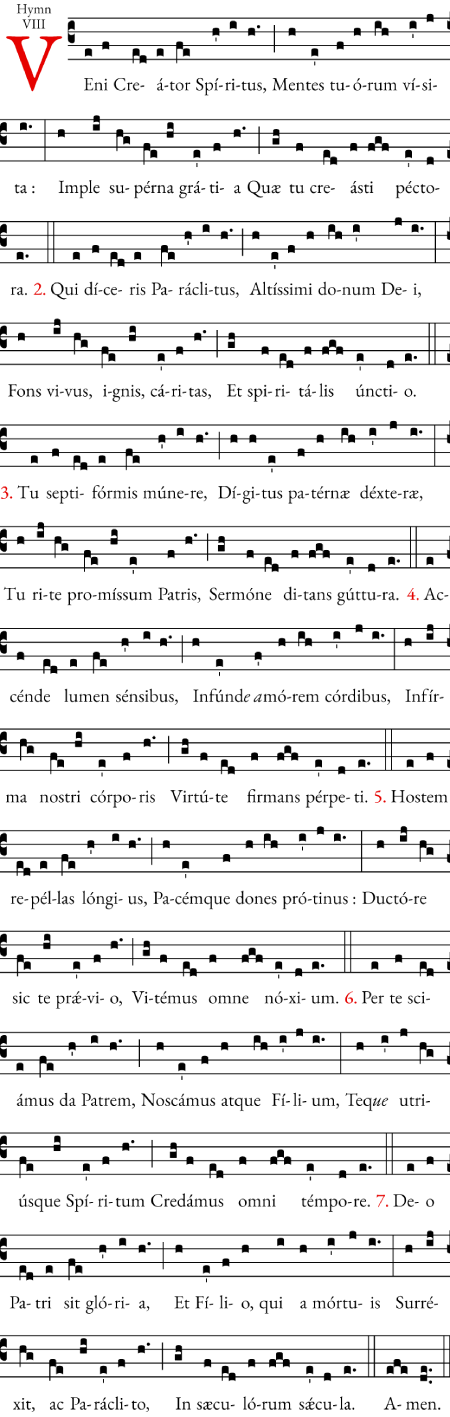 Hymn
VIII
VEni Cre- á-tor Spí-ri-tus, Mentes tu-ó-rum ví-si-
ta : Imple su-pérna grá-ti-a Quæ tu cre- ásti pécto-
ra. 2. Qui dí-ce- ris Pa-rácli-tus, Altíssimi do-num De- i,
Fons vi-vus, i-gnis, cá-ri-tas, Et spi-ri- tá-lis úncti- o.
3. Tu septi- fórmis múne-re, Dí-gi-tus pa-térnæ déxte-ræ,
Tu ri-te pro-míssum Patris, Sermóne di-tans gúttu-ra. 4. Ac-
cénde lumen sénsibus, Infúnde amó-rem córdibus, Infír-
ma nostri córpo-ris Virtú-te firmans pérpe-ti. 5. Hostem
re-pél-las lóngi-us, Pa-cémque dones pró-tinus : Ductó-re
sic te prǽ-vi-o, Vi-témus omne nó-xi-um. 6. Per te sci-
ámus da Patrem, Noscámus atque Fí-li-um, Teque utri-
úsque Spí-ri-tum Credámus omni témpo-re. 7. De- o
Pa-tri sit gló-ri- a, Et Fí- li- o, qui a mórtu- is Surré-
xit, ac Pa-rácli-to, In sæcu- ló-rum sǽcu-la. A- men.